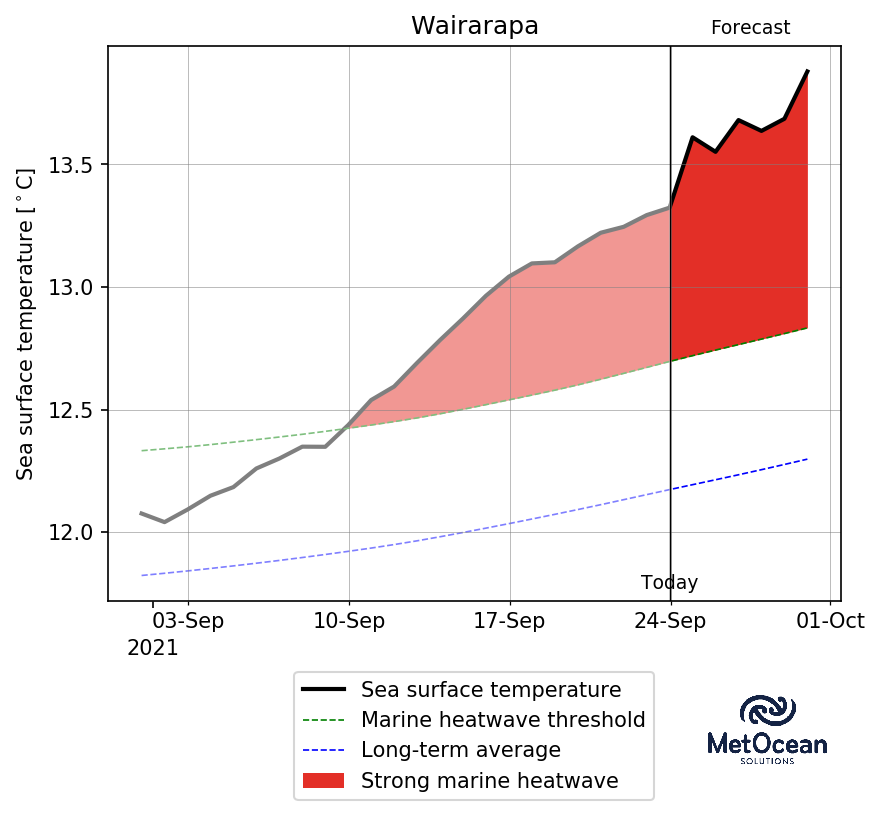 Wairarapa
Forecast
Sea surface temperature [°C]
13.5
13.0
12.5
12.0
Today
03-Sep 10-Sep 17-Sep 24-Sep 01-Oct
2021
Sea surface temperature
Marine heatwave threshold
Long-term average
Strong marine heatwave
MetOcean
SOLUTIONS